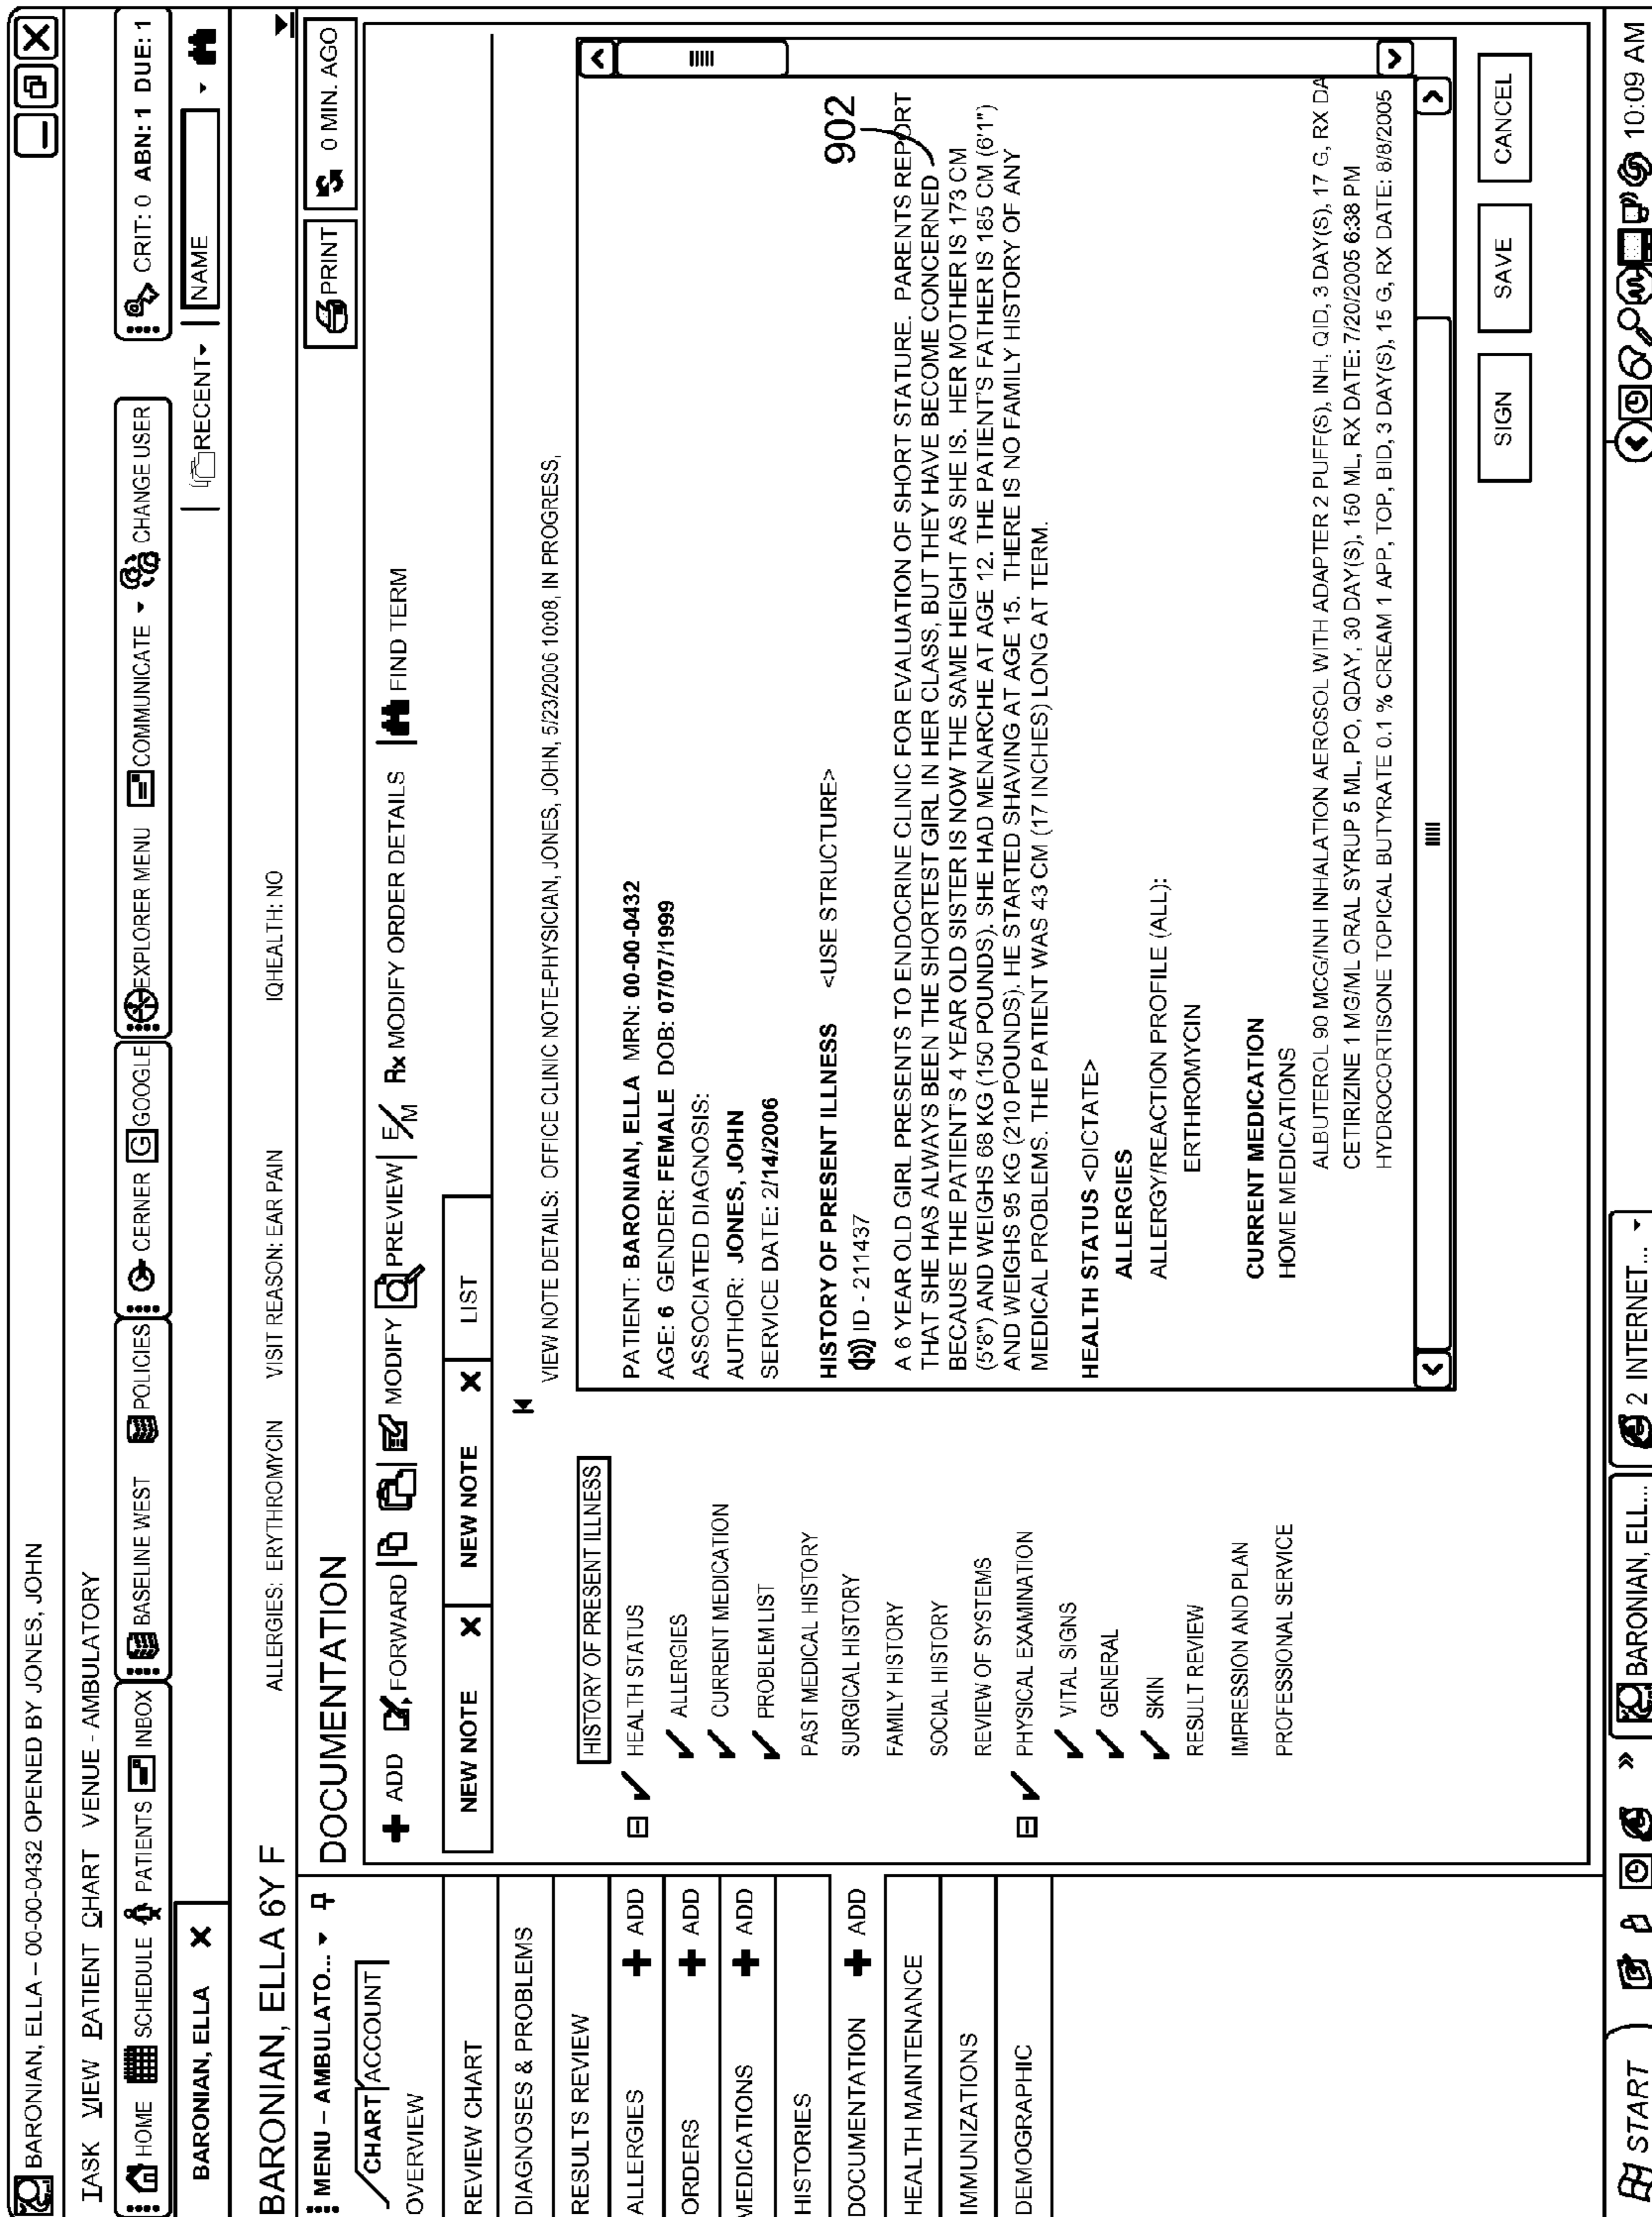 BARONIAN, ELLA – 00-00-0432 OPENED BY JONES, JOHN
TASK VIEW PATIENT CHART VENUE - AMBULATORY
HOME SCHEDULE PATIENTS INBOX BASELINE WEST POLICIES CERNER G GOOGLE EXPLORER MENU COMMUNICATE CHANGE USER CRIT: 0 ABN: 1 DUE: 1
BARONIAN, ELLA X RECENT NAME
BARONIAN, ELLA 6Y F ALLERGIES: ERYTHROMYCIN VISIT REASON: EAR PAIN IQHEALTH: NO
MENU – AMBULATO...
CHART ACCOUNT
OVERVIEW
REVIEW CHART
DIAGNOSES & PROBLEMS
RESULTS REVIEW
ALLERGIES + ADD
ORDERS + ADD
MEDICATIONS + ADD
HISTORIES
DOCUMENTATION + ADD
HEALTH MAINTENANCE
IMMUNIZATIONS
DEMOGRAPHIC
DOCUMENTATION PRINT 0 MIN. AGO
+ ADD FORWARD MODIFY PREVIEW E/M Rx MODIFY ORDER DETAILS FIND TERM
NEW NOTE X NEW NOTE X LIST
VIEW NOTE DETAILS: OFFICE CLINIC NOTE-PHYSICIAN, JONES, JOHN, 5/23/2006 10:08, IN PROGRESS,
HISTORY OF PRESENT ILLNESS
HEALTH STATUS
ALLERGIES
CURRENT MEDICATION
PROBLEM LIST
PAST MEDICAL HISTORY
SURGICAL HISTORY
FAMILY HISTORY
SOCIAL HISTORY
REVIEW OF SYSTEMS
PHYSICAL EXAMINATION
VITAL SIGNS
GENERAL
SKIN
RESULT REVIEW
IMPRESSION AND PLAN
PROFESSIONAL SERVICE
PATIENT: BARONIAN, ELLA MRN: 00-00-0432
AGE: 6 GENDER: FEMALE DOB: 07/07/1999
ASSOCIATED DIAGNOSIS:
AUTHOR: JONES, JOHN
SERVICE DATE: 2/14/2006
HISTORY OF PRESENT ILLNESS <USE STRUCTURE>
ID - 211437
902
A 6 YEAR OLD GIRL PRESENTS TO ENDOCRINE CLINIC FOR EVALUATION OF SHORT STATURE. PARENTS REPORT
THAT SHE HAS ALWAYS BEEN THE SHORTEST GIRL IN HER CLASS, BUT THEY HAVE BECOME CONCERNED
BECAUSE THE PATIENT'S 4 YEAR OLD SISTER IS NOW THE SAME HEIGHT AS SHE IS. HER MOTHER IS 173 CM
(5'8") AND WEIGHS 68 KG (150 POUNDS). SHE HAD MENARCHE AT AGE 12. THE PATIENT'S FATHER IS 185 CM (6'1")
AND WEIGHS 95 KG (210 POUNDS). HE STARTED SHAVING AT AGE 15. THERE IS NO FAMILY HISTORY OF ANY
MEDICAL PROBLEMS. THE PATIENT WAS 43 CM (17 INCHES) LONG AT TERM.
HEALTH STATUS <DICTATE>
ALLERGIES
ALLERGY/REACTION PROFILE (ALL):
ERTHROMYCIN
CURRENT MEDICATION
HOME MEDICATIONS
ALBUTEROL 90 MCG/INH INHALATION AEROSOL WITH ADAPTER 2 PUFF(S), INH, QID, 3 DAY(S), 17 G, RX DA
CETIRIZINE 1 MG/ML ORAL SYRUP 5 ML, PO, QDAY, 30 DAY(S), 150 ML, RX DATE: 7/20/2005 6:38 PM
HYDROCORTISONE TOPICAL BUTYRATE 0.1 % CREAM 1 APP, TOP, BID, 3 DAY(S), 15 G, RX DATE: 8/8/2005
SIGN SAVE CANCEL
START » BARONIAN, ELL... 2 INTERNET... 10:09 AM